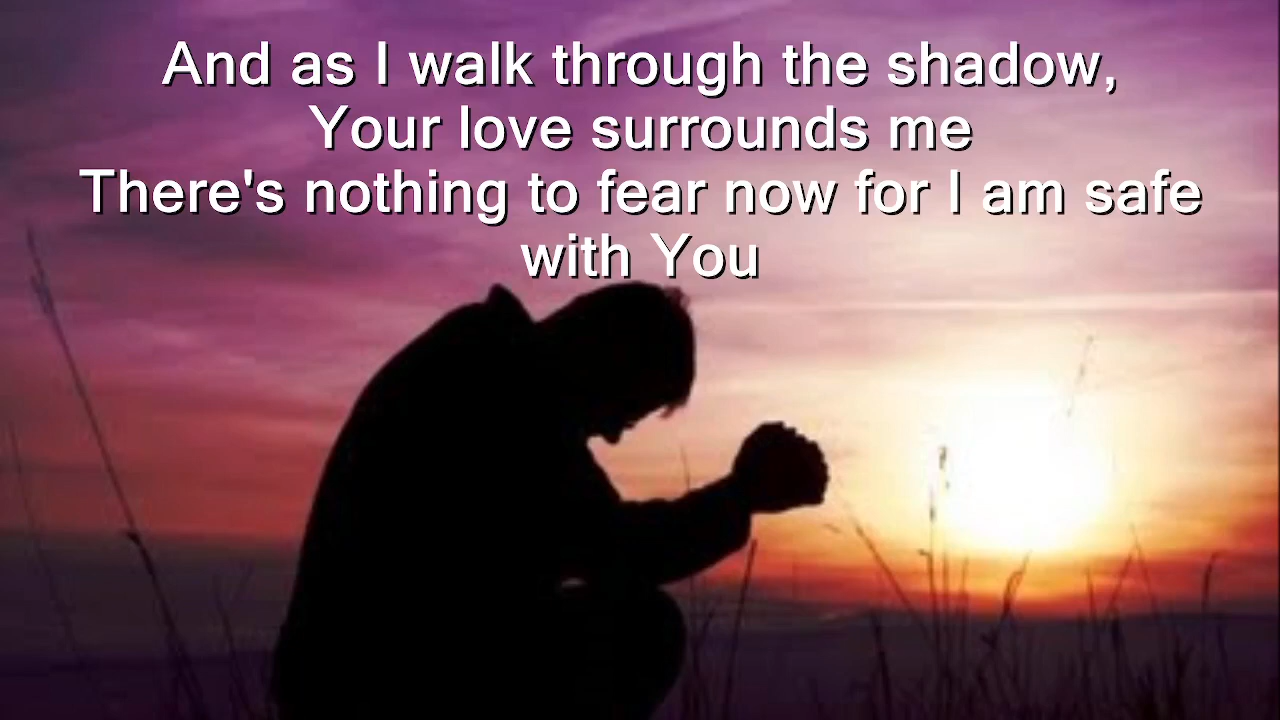 And as I walk through the shadow,
Your love surrounds me
There's nothing to fear now for I am safe
with You